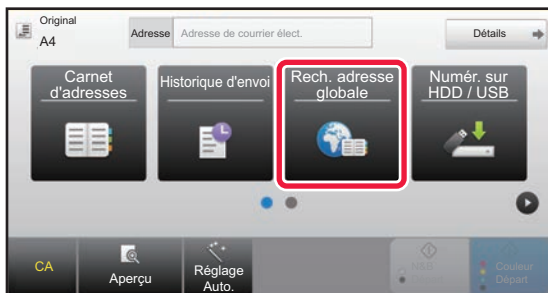 Original
A4
Adresse
Adresse de courrier élect.
Détails
Carnet
d'adresses
Historique d'envoi
Rech. adresse
globale
Numér. sur
HDD / USB
CA
Aperçu
Réglage
Auto.
N&B
Départ
Couleur
Départ